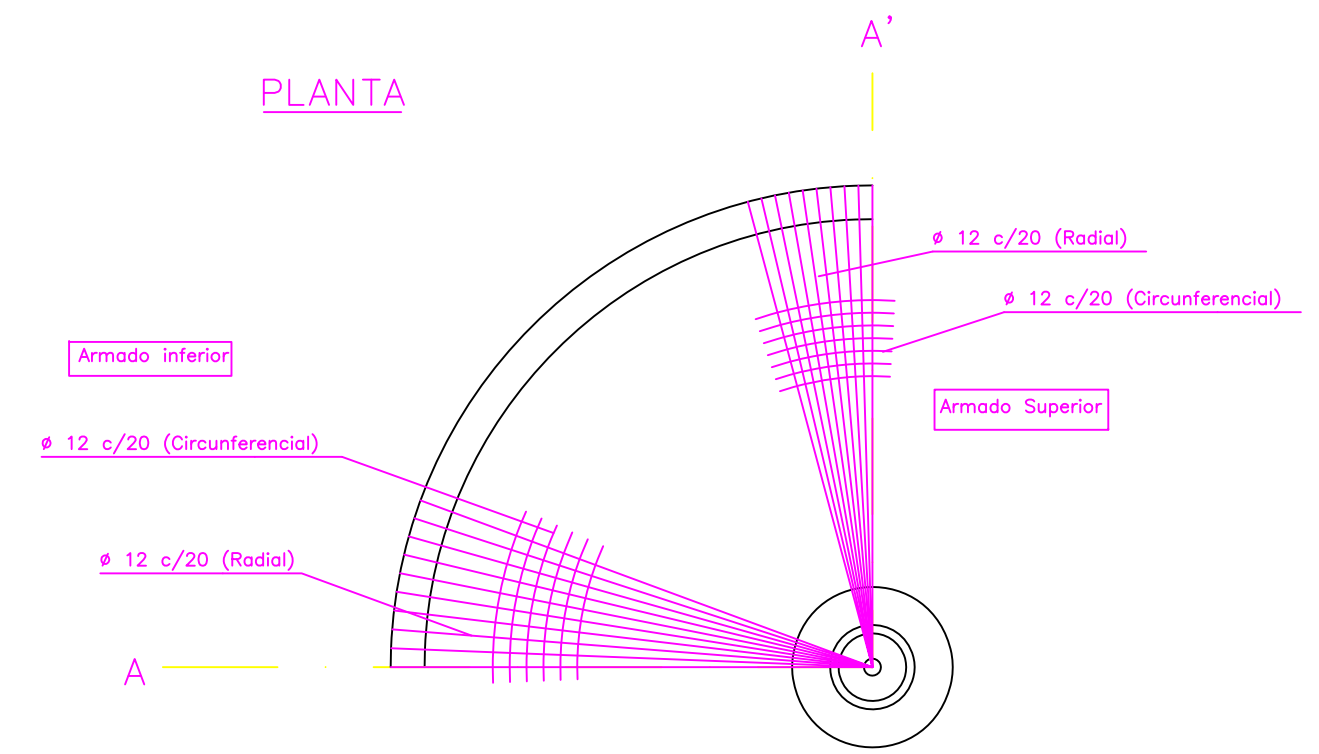 A'
PLANTA
ø 12 c/20 (Radial)
ø 12 c/20 (Circunferencial)
Armado inferior
Armado Superior
ø 12 c/20 (Circunferencial)
ø 12 c/20 (Radial)
A